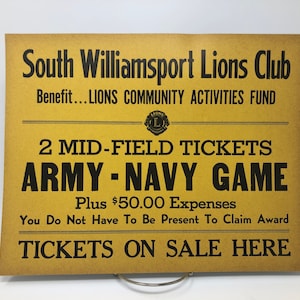 South Williamsport Lions Club
Benefit...LIONS COMMUNITY ACTIVITIES FUND
L
2 MID-FIELD TICKETS
ARMY - NAVY GAME
Plus $50.00 Expenses
You Do Not Have To Be Present To Claim Award
TICKETS ON SALE HERE